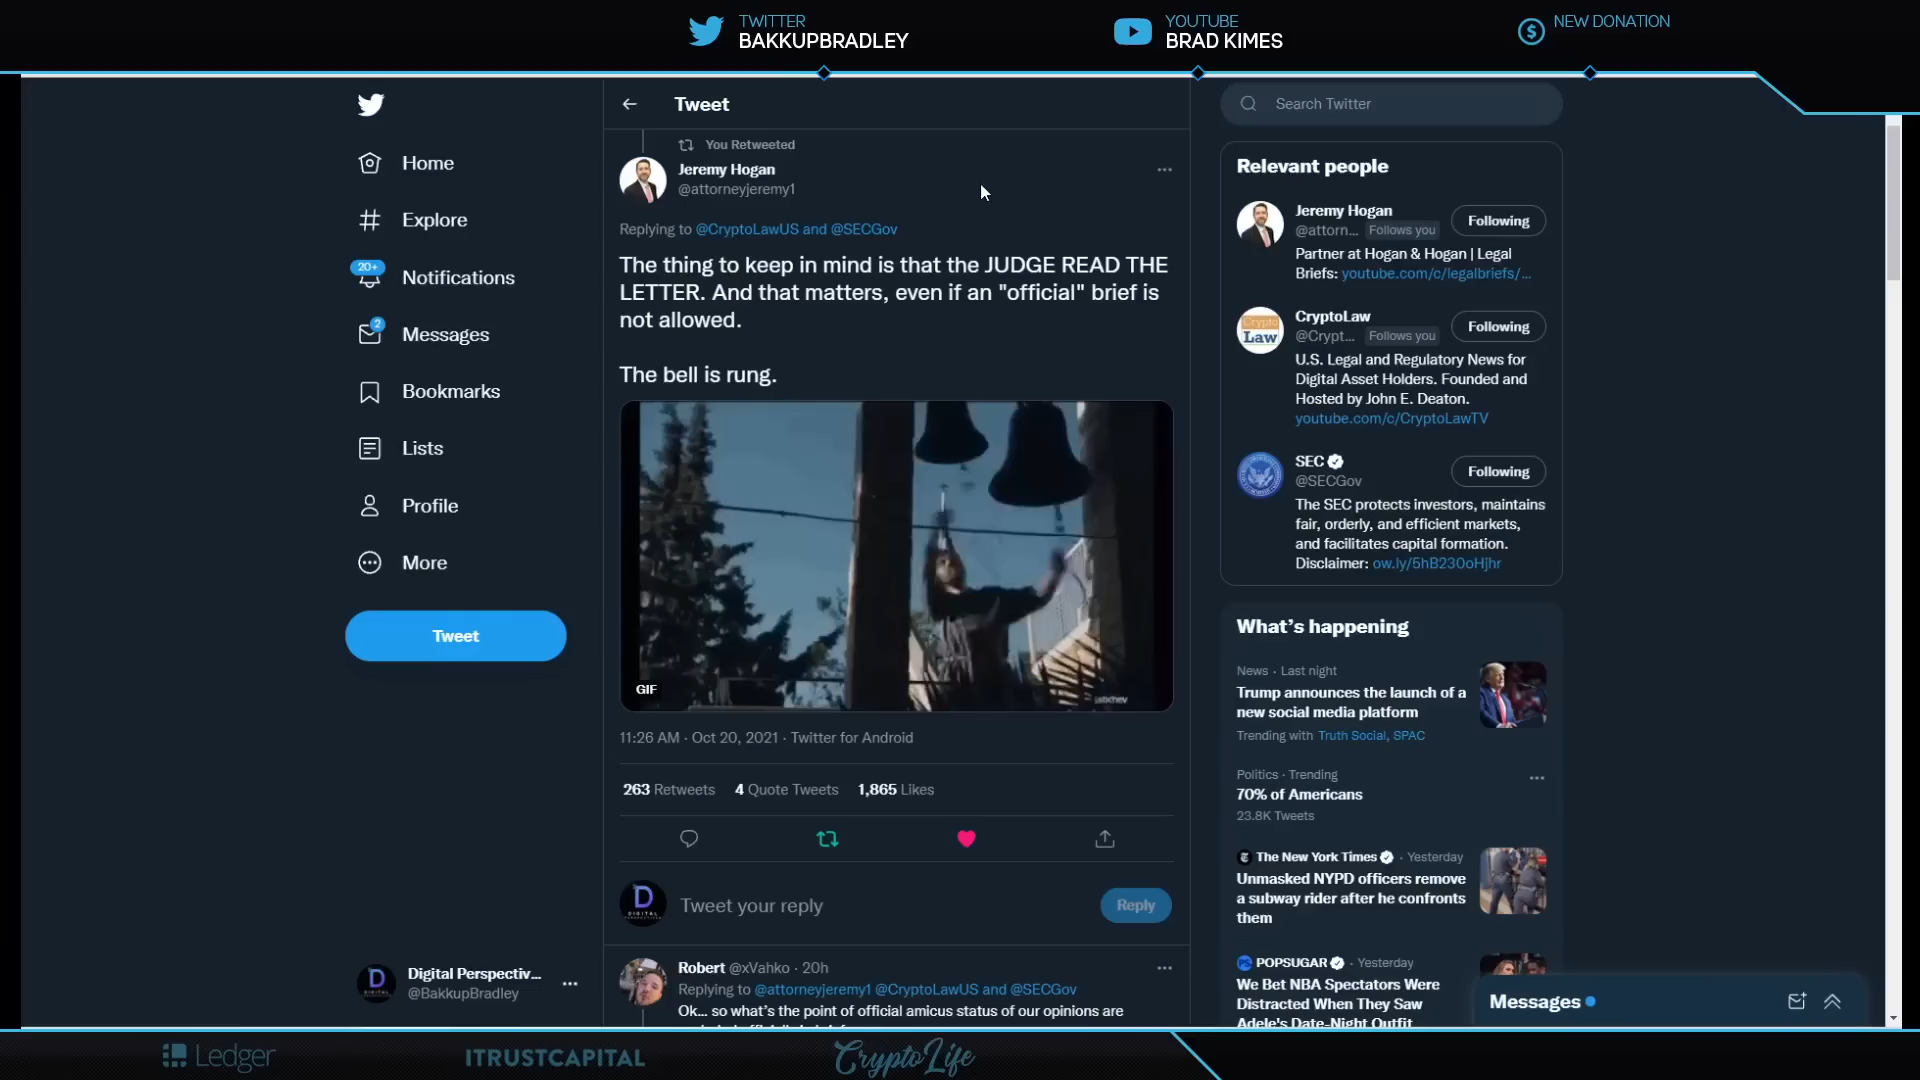 TWITTER
BAKKUPBRADLEY
YOUTUBE
BRAD KIMES
NEW DONATION
Home
Explore
20+
Notifications
2
Messages
Bookmarks
Lists
Profile
More
Tweet
Digital Perspectiv...
@BakkupBradley
Tweet
You Retweeted
Jeremy Hogan
@attorneyjeremy1
Replying to @CryptoLawUS and @SECGov
The thing to keep in mind is that the JUDGE READ THE
LETTER. And that matters, even if an "official" brief is
not allowed.
The bell is rung.
GIF
11:26 AM · Oct 20, 2021 · Twitter for Android
263 Retweets 4 Quote Tweets 1,865 Likes
Tweet your reply
Reply
Robert @xVahko · 20h
Replying to @attorneyjeremy1 @CryptoLawUS and @SECGov
Ok... so what's the point of official amicus status of our opinions are
Search Twitter
Relevant people
Jeremy Hogan
@attorn... Follows you
Following
Partner at Hogan & Hogan | Legal
Briefs: youtube.com/c/legalbriefs/...
CryptoLaw
@Crypt... Follows you
Following
Crypto
Law
U.S. Legal and Regulatory News for
Digital Asset Holders. Founded and
Hosted by John E. Deaton.
youtube.com/c/CryptoLawTV
SEC
@SECGov
Following
The SEC protects investors, maintains
fair, orderly, and efficient markets,
and facilitates capital formation.
Disclaimer: ow.ly/5hB230oHjhr
What's happening
News · Last night
Trump announces the launch of a
new social media platform
Trending with Truth Social, SPAC
Politics · Trending
70% of Americans
23.8K Tweets
The New York Times · Yesterday
Unmasked NYPD officers remove
a subway rider after he confronts
them
POPSUGAR · Yesterday
We Bet NBA Spectators Were
Distracted When They Saw
Adele's Date-Night Outfit
Messages
Ledger
ITRUSTCAPITAL
CryptoLife